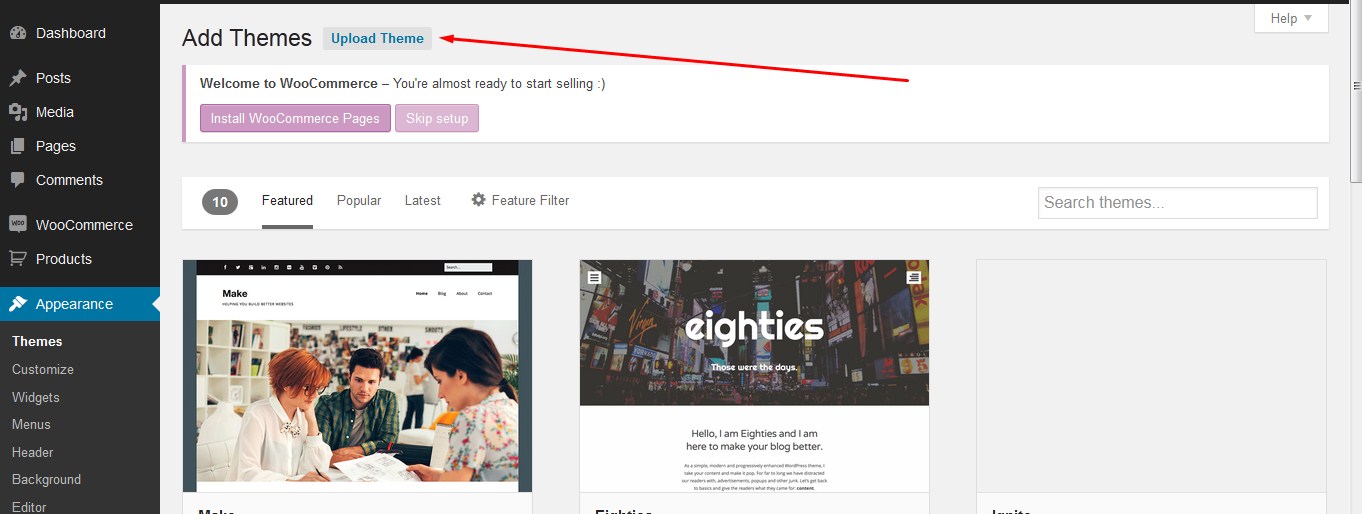 Help
Dashboard
Posts
Media
Pages
Comments
WooCommerce
Products
Appearance
Themes
Customize
Widgets
Menus
Header
Background
Editor
Add Themes
Upload Theme
Welcome to WooCommerce – You're almost ready to start selling :)
Install WooCommerce Pages
Skip setup
10
Featured
Popular
Latest
Feature Filter
Search themes...
Make
HELPING YOU BUILD BETTER WEBSITES
Search...
Home
Blog
About
Contact
FASHION
LIFESTYLE
OTHER
SHOUTS
Make
Virgin
eighties
Those were the days.
Hello, I am Eighties and I am
here to make your blog better.
As a simple, modern and progressively enhanced WordPress theme, I
take your content and make it pop. For far to long we have distracted
our readers with, advertisements, popups and other junk. Let's get back
to basics and give the readers what they came for: content.
Eighties
Ignite